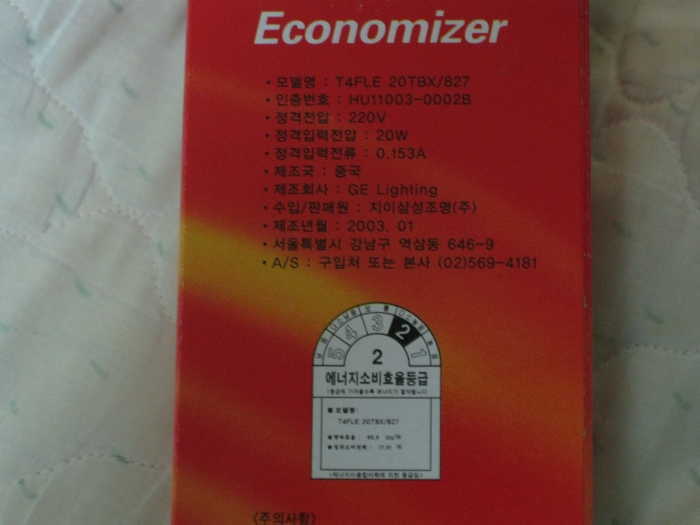 Economizer
• 모델명 : T4FLE 20TBX/827
• 인증번호 : HU11003-0002B
• 정격전압 : 220V
• 정격입력전압 : 20W
• 정격입력전류 : 0.153A
• 제조국 : 중국
• 제조회사 : GE Lighting
• 수입/판매원 : 지이삼성조명(주)
• 제조년월 : 2003. 01
• 서울특별시 강남구 역삼동 646-9
• A/S : 구입처 또는 본사 (02)569-4181
5 4 3 2 1
2
에너지소비효율등급
■ 모델명:
T4FLE 20TBX/827
<주의사항>